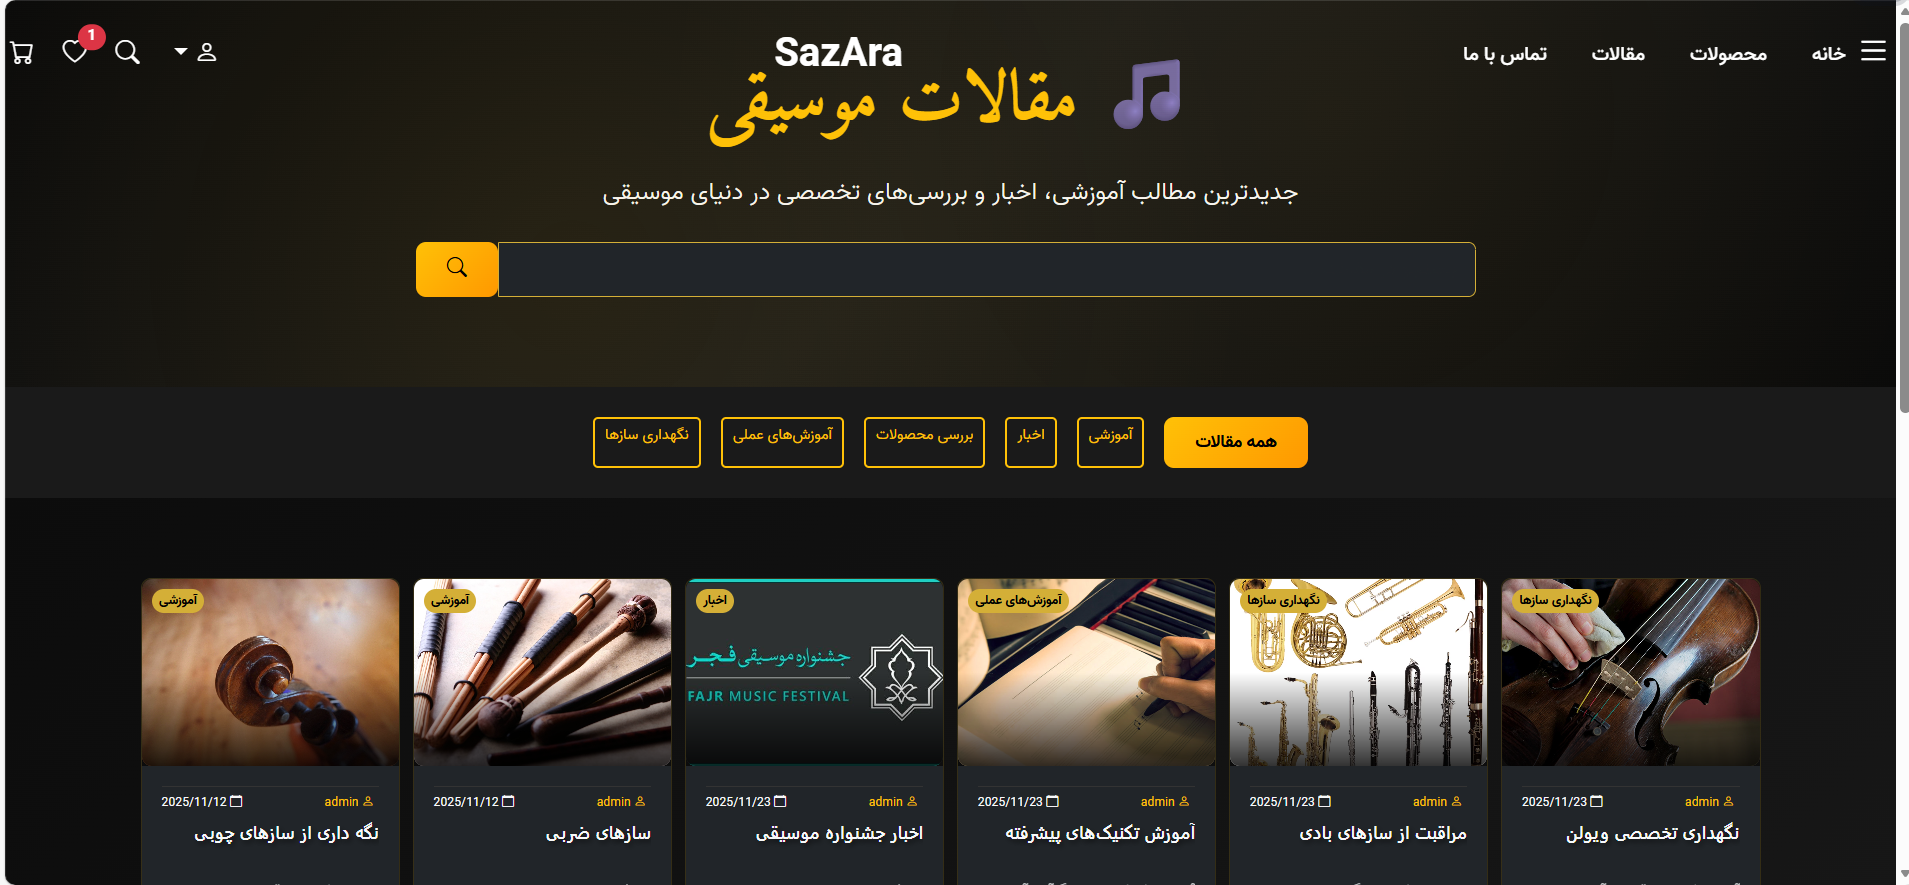 خانه
محصولات
مقالات
تماس با ما
SazAra
1
مقالات موسیقی
جدیدترین مطالب آموزشی، اخبار و بررسی‌های تخصصی در دنیای موسیقی
همه مقالات
آموزشی
اخبار
بررسی محصولات
آموزش‌های عملی
نگهداری سازها
نگهداری سازها
admin
2025/11/23
نگهداری تخصصی ویولن
نگهداری سازها
admin
2025/11/23
مراقبت از سازهای بادی
آموزش‌های عملی
admin
2025/11/23
آموزش تکنیک‌های پیشرفته
اخبار
جشنواره موسیقی فجر
FAJR MUSIC FESTIVAL
admin
2025/11/23
اخبار جشنواره موسیقی
آموزشی
admin
2025/11/12
سازهای ضربی
آموزشی
admin
2025/11/12
نگه داری از سازهای چوبی